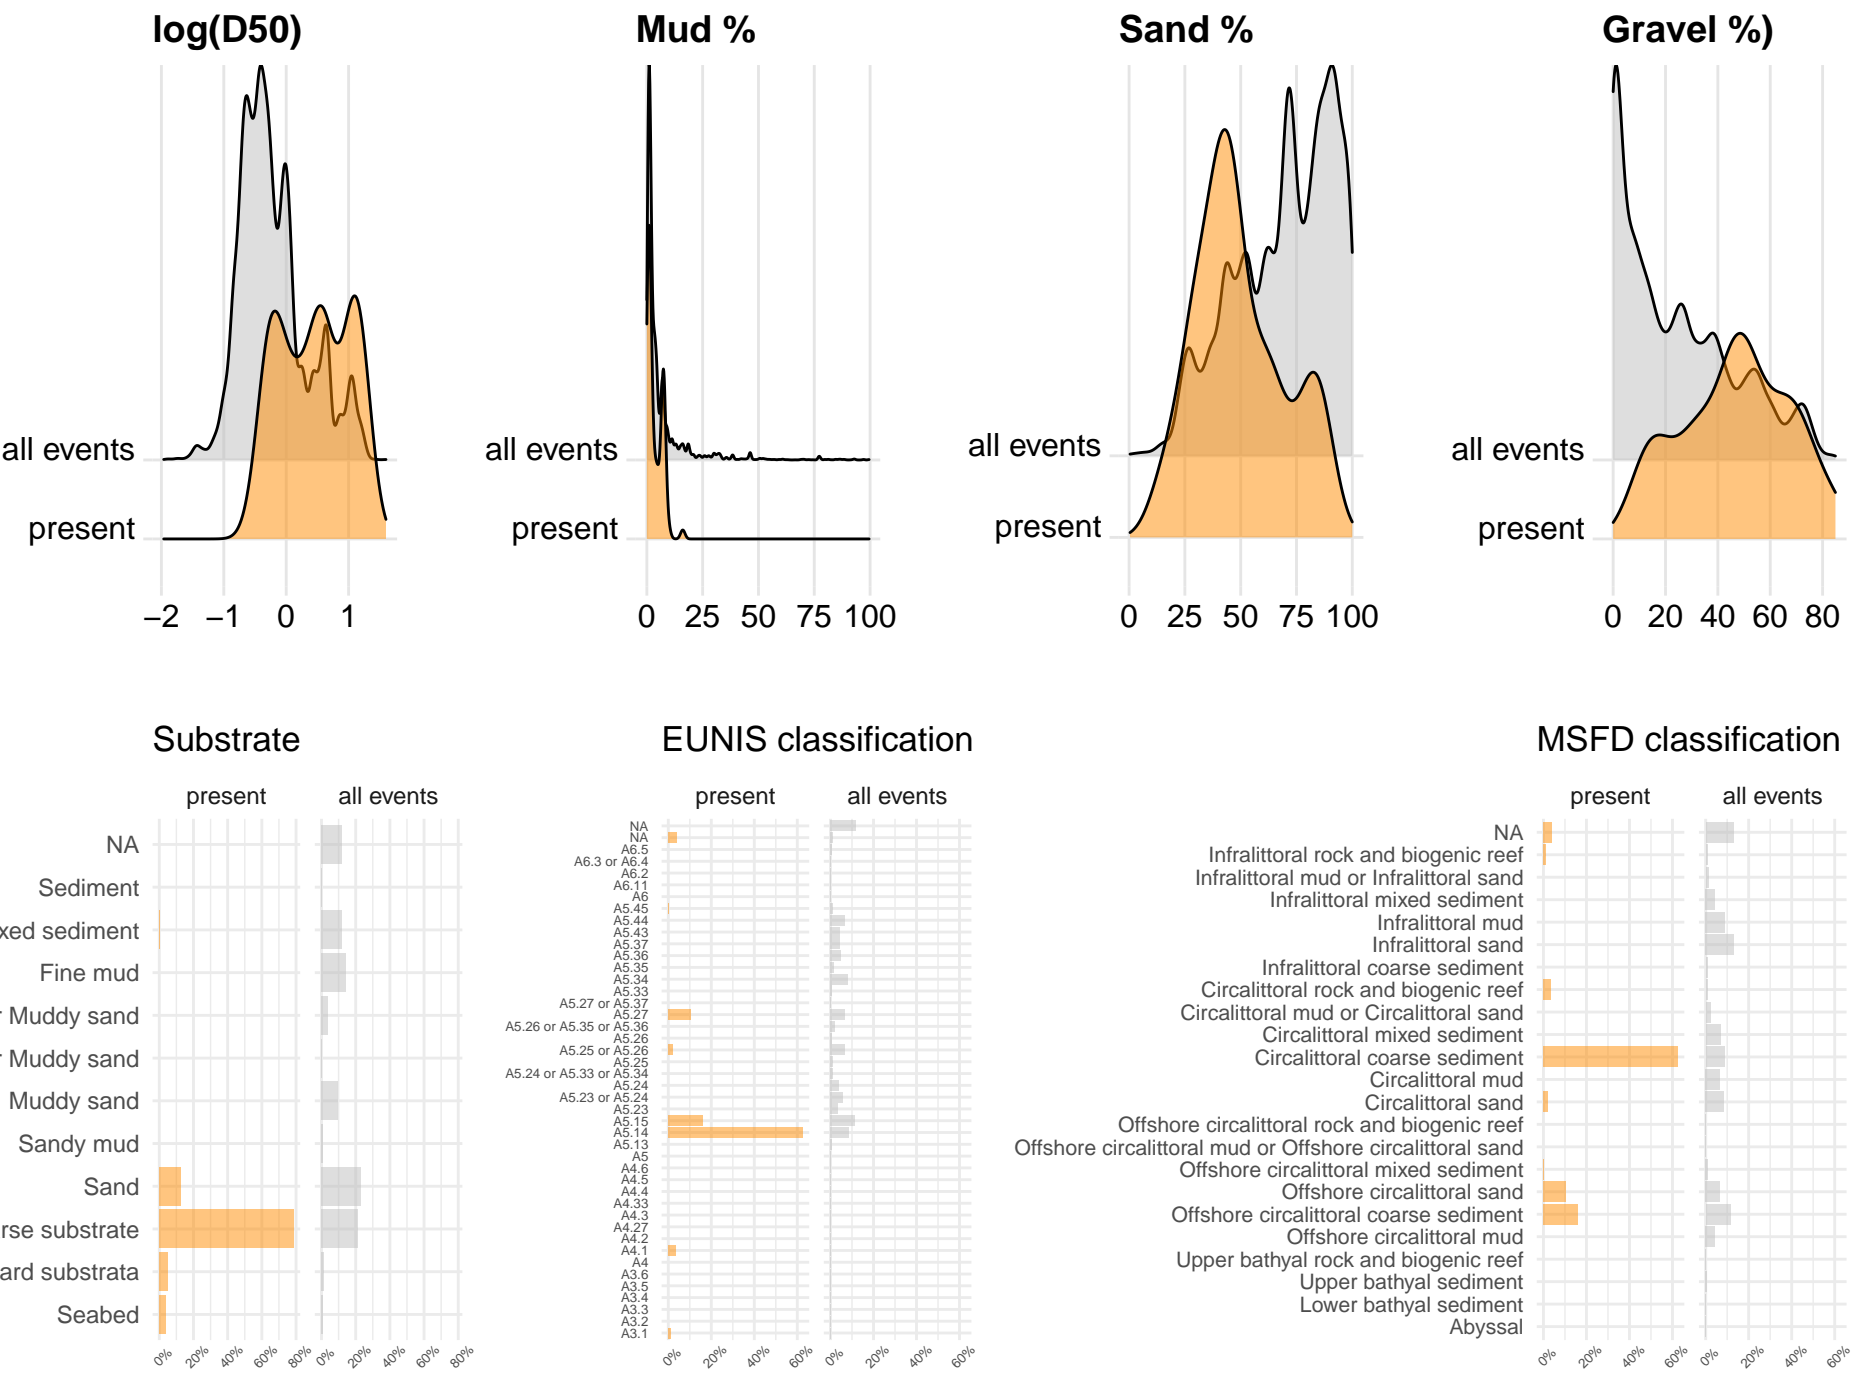 log(D50)
Mud %
Sand %
Gravel %)
all events
present
−2 −1 0 1
all events
present
0 25 50 75 100
all events
present
0 25 50 75 100
all events
present
0 20 40 60 80
Substrate
present all events
NA
Sediment
xed sediment
Fine mud
r Muddy sand
r Muddy sand
Muddy sand
Sandy mud
Sand
rse substrate
ard substrata
Seabed
0% 20% 40% 60% 80% 0% 20% 40% 60% 80%
EUNIS classification
present all events
NA
NA
A6.5
A6.3 or A6.4
A6.2
A6.11
A6
A5.45
A5.44
A5.43
A5.37
A5.36
A5.35
A5.34
A5.33
A5.27 or A5.37
A5.27
A5.26 or A5.35 or A5.36
A5.26
A5.25 or A5.26
A5.25
A5.24 or A5.33 or A5.34
A5.24
A5.23 or A5.24
A5.23
A5.15
A5.14
A5.13
A5
A4.6
A4.5
A4.4
A4.33
A4.3
A4.27
A4.2
A4.1
A4
A3.6
A3.5
A3.4
A3.3
A3.2
A3.1
0% 20% 40% 60% 0% 20% 40% 60%
MSFD classification
present all events
NA
Infralittoral rock and biogenic reef
Infralittoral mud or Infralittoral sand
Infralittoral mixed sediment
Infralittoral mud
Infralittoral sand
Infralittoral coarse sediment
Circalittoral rock and biogenic reef
Circalittoral mud or Circalittoral sand
Circalittoral mixed sediment
Circalittoral coarse sediment
Circalittoral mud
Circalittoral sand
Offshore circalittoral rock and biogenic reef
Offshore circalittoral mud or Offshore circalittoral sand
Offshore circalittoral mixed sediment
Offshore circalittoral sand
Offshore circalittoral coarse sediment
Offshore circalittoral mud
Upper bathyal rock and biogenic reef
Upper bathyal sediment
Lower bathyal sediment
Abyssal
0% 20% 40% 60% 0% 20% 40% 60%